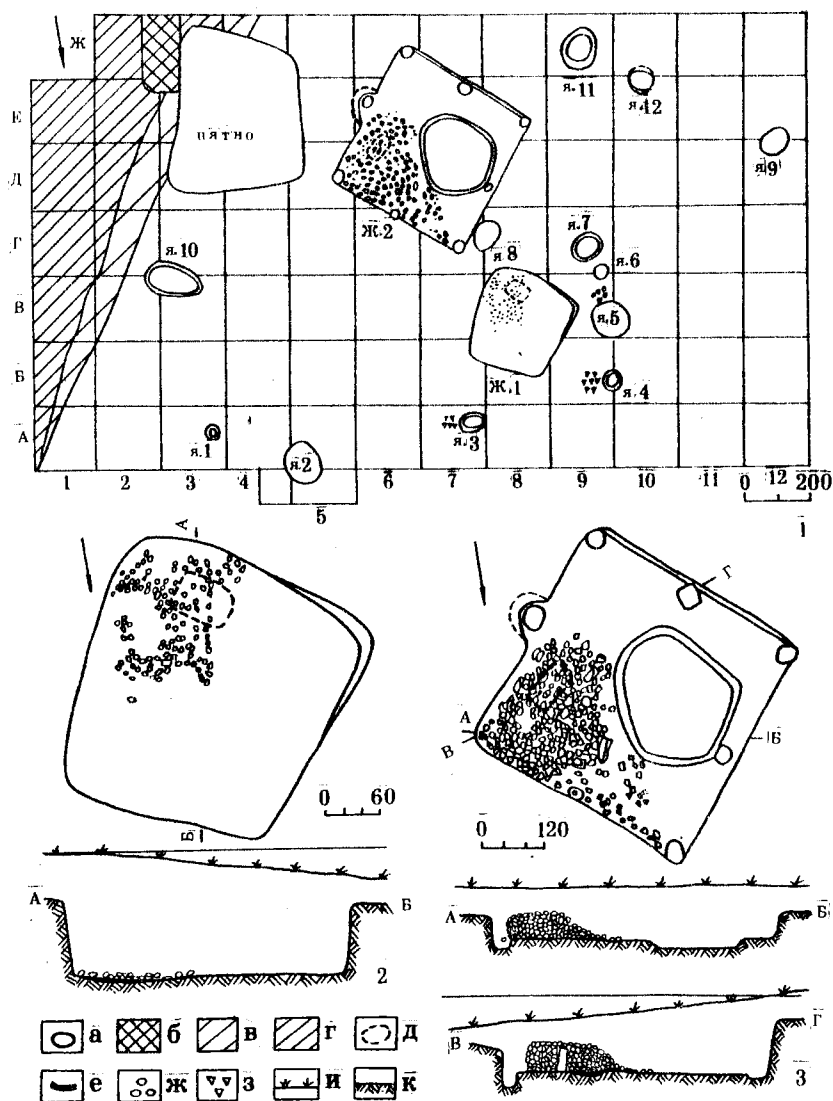 Ж
Е
Д
Г
В
Б
А
пятно
я.11
я.12
я.9
я.10
Ж.2
я.8
я.7
я.6
я.5
Ж.1
я.4
я.1
я.2
я.3
1 2 3 4 5 6 7 8 9 10 11 12
0 200
1
А
Б
0 60
А Б
2
Г
А
В
Б
0 120
А Б
В Г
3
а б в г д
е ж з и к